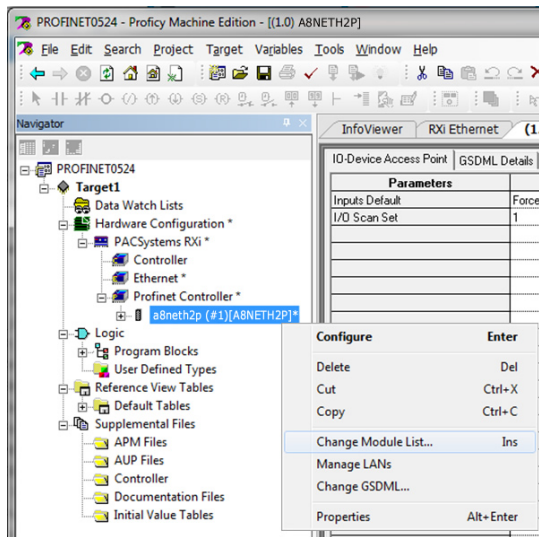 PROFINET0524 - Proficy Machine Edition - [(1.0) A8NETH2P]
File Edit Search Project Target Variables Tools Window Help
Navigator
InfoViewer RXi Ethernet (1.
IO-Device Access Point GSDML Details
Parameters
Inputs Default Force
I/O Scan Set 1
PROFINET0524
Target1
Data Watch Lists
Hardware Configuration *
PACSystems RXi *
Controller
Ethernet *
Profinet Controller *
a8neth2p (#1)[A8NETH2P]*
Logic
Program Blocks
User Defined Types
Reference View Tables
Default Tables
Supplemental Files
APM Files
AUP Files
Controller
Documentation Files
Initial Value Tables
Configure Enter
Delete Del
Cut Ctrl+X
Copy Ctrl+C
Change Module List... Ins
Manage LANs
Change GSDML...
Properties Alt+Enter